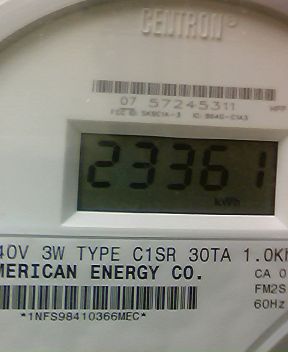 CENTRON®
07 57245311
23361
kWh
40V 3W TYPE C1SR 30TA 1.0Kh
MERICAN ENERGY CO.
CA 0
FM2S
60Hz
*1NFS98410366MEC*